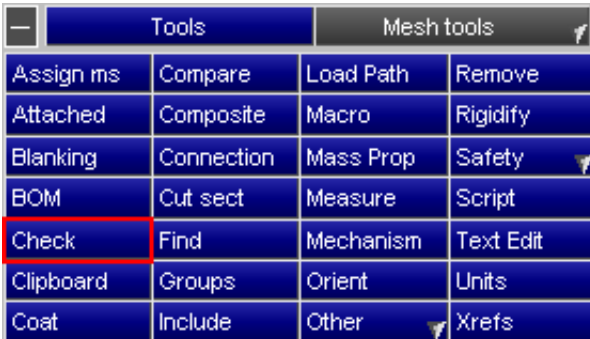 Tools Mesh tools
Assign ms Compare Load Path Remove
Attached Composite Macro Rigidify
Blanking Connection Mass Prop Safety
BOM Cut sect Measure Script
Check Find Mechanism Text Edit
Clipboard Groups Orient Units
Coat Include Other Xrefs